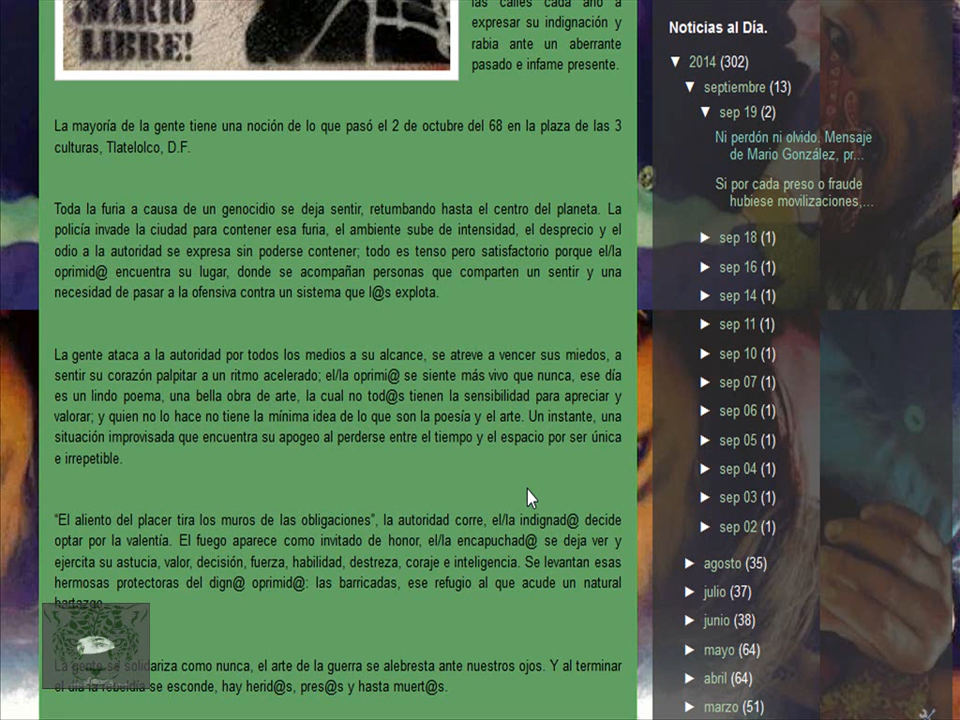 ¡MARIO
LIBRE!
las calles cada año a
expresar su indignación y
rabia ante un aberrante
pasado e infame presente.
La mayoría de la gente tiene una noción de lo que pasó el 2 de octubre del 68 en la plaza de las 3
culturas, Tlatelolco, D.F.
Toda la furia a causa de un genocidio se deja sentir, retumbando hasta el centro del planeta. La
policía invade la ciudad para contener esa furia, el ambiente sube de intensidad, el desprecio y el
odio a la autoridad se expresa sin poderse contener; todo es tenso pero satisfactorio porque el/la
oprimid@ encuentra su lugar, donde se acompañan personas que comparten un sentir y una
necesidad de pasar a la ofensiva contra un sistema que l@s explota.
La gente ataca a la autoridad por todos los medios a su alcance, se atreve a vencer sus miedos, a
sentir su corazón palpitar a un ritmo acelerado; el/la oprimi@ se siente más vivo que nunca, ese día
es un lindo poema, una bella obra de arte, la cual no tod@s tienen la sensibilidad para apreciar y
valorar; y quien no lo hace no tiene la mínima idea de lo que son la poesía y el arte. Un instante, una
situación improvisada que encuentra su apogeo al perderse entre el tiempo y el espacio por ser única
e irrepetible.
“El aliento del placer tira los muros de las obligaciones”, la autoridad corre, el/la indignad@ decide
optar por la valentía. El fuego aparece como invitado de honor, el/la encapuchad@ se deja ver y
ejercita su astucia, valor, decisión, fuerza, habilidad, destreza, coraje e inteligencia. Se levantan esas
hermosas protectoras del dign@ oprimid@: las barricadas, ese refugio al que acude un natural
hartazgo.
La gente se solidariza como nunca, el arte de la guerra se alebresta ante nuestros ojos. Y al terminar
el día la rebeldía se esconde, hay herid@s, pres@s y hasta muert@s.
Noticias al Día.
▼ 2014 (302)
▼ septiembre (13)
▼ sep 19 (2)
Ni perdón ni olvido. Mensaje
de Mario González, pr...
Si por cada preso o fraude
hubiese movilizaciones,...
► sep 18 (1)
► sep 16 (1)
► sep 14 (1)
► sep 11 (1)
► sep 10 (1)
► sep 07 (1)
► sep 06 (1)
► sep 05 (1)
► sep 04 (1)
► sep 03 (1)
► sep 02 (1)
► agosto (35)
► julio (37)
► junio (38)
► mayo (64)
► abril (64)
► marzo (51)